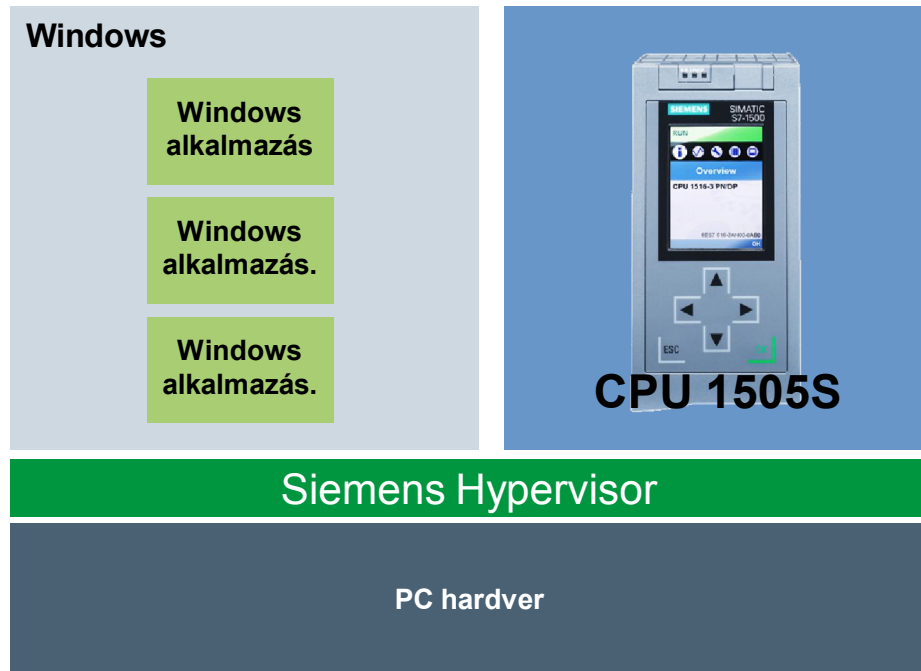 Windows
Windows
alkalmazás
Windows
alkalmazás.
Windows
alkalmazás.
SIEMENS
SIMATIC
S7-1500
RUN
Overview
CPU 1516-3 PN/DP
OK
ESC
OK
CPU 1505S
Siemens Hypervisor
PC hardver